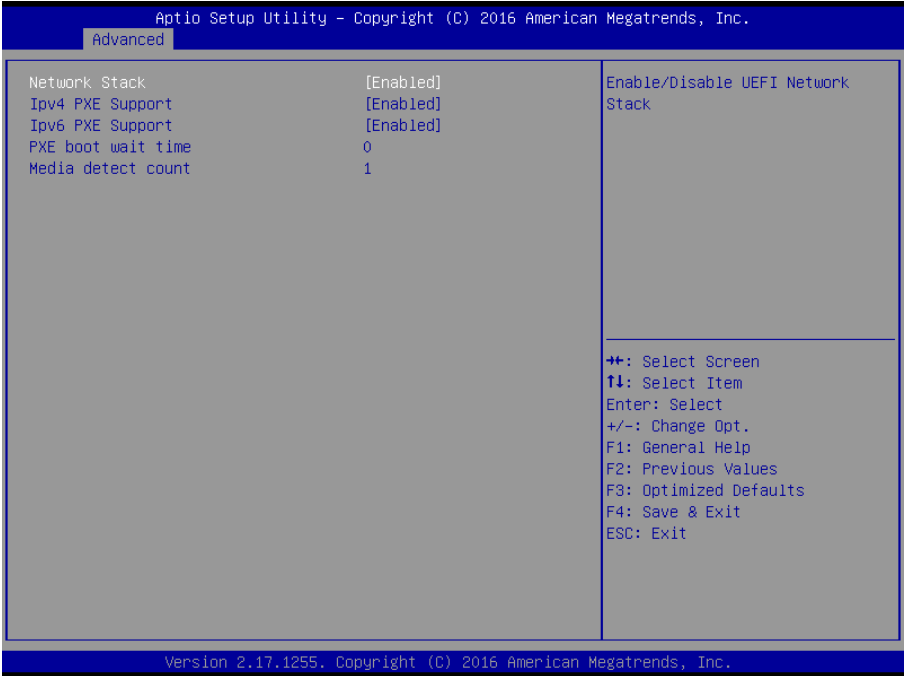 Aptio Setup Utility – Copyright (C) 2016 American Megatrends, Inc.
Advanced
Network Stack [Enabled]
Ipv4 PXE Support [Enabled]
Ipv6 PXE Support [Enabled]
PXE boot wait time 0
Media detect count 1
Enable/Disable UEFI Network
Stack
→←: Select Screen
↑↓: Select Item
Enter: Select
+/-: Change Opt.
F1: General Help
F2: Previous Values
F3: Optimized Defaults
F4: Save & Exit
ESC: Exit
Version 2.17.1255. Copyright (C) 2016 American Megatrends, Inc.